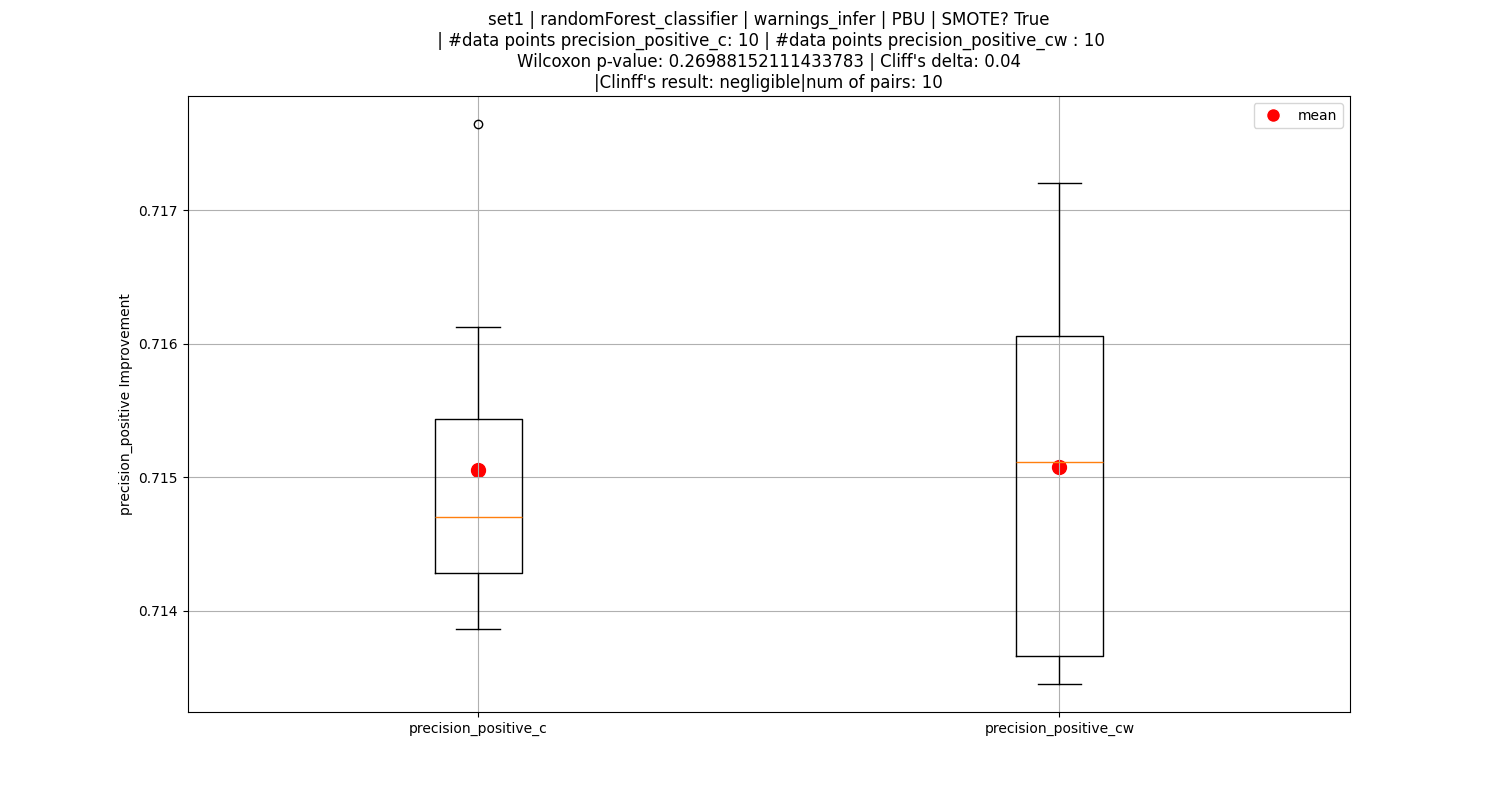 set1 | randomForest_classifier | warnings_infer | PBU | SMOTE? True
| #data points precision_positive_c: 10 | #data points precision_positive_cw : 10
Wilcoxon p-value: 0.26988152111433783 | Cliff's delta: 0.04
|Clinff's result: negligible|num of pairs: 10
mean
0.717
0.716
0.715
0.714
precision_positive Improvement
precision_positive_c
precision_positive_cw